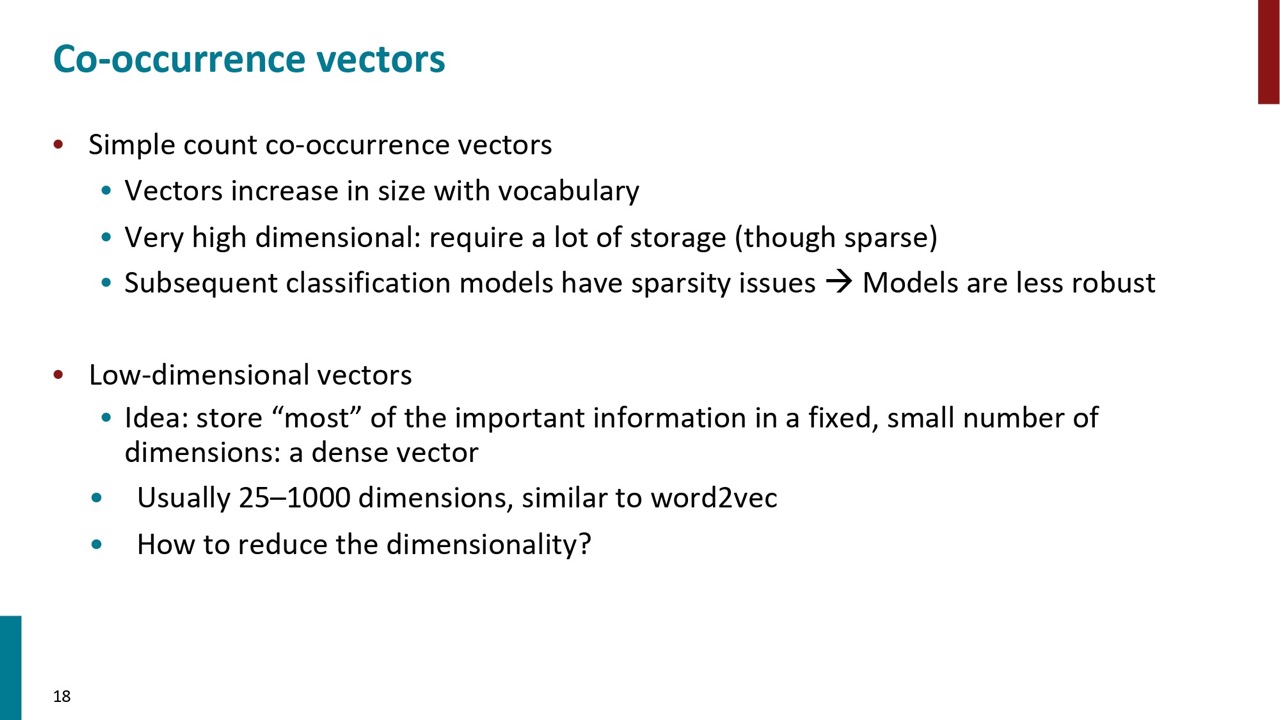 Co-occurrence vectors
• Simple count co-occurrence vectors
• Vectors increase in size with vocabulary
• Very high dimensional: require a lot of storage (though sparse)
• Subsequent classification models have sparsity issues → Models are less robust
• Low-dimensional vectors
• Idea: store “most” of the important information in a fixed, small number of
dimensions: a dense vector
• Usually 25–1000 dimensions, similar to word2vec
• How to reduce the dimensionality?
18